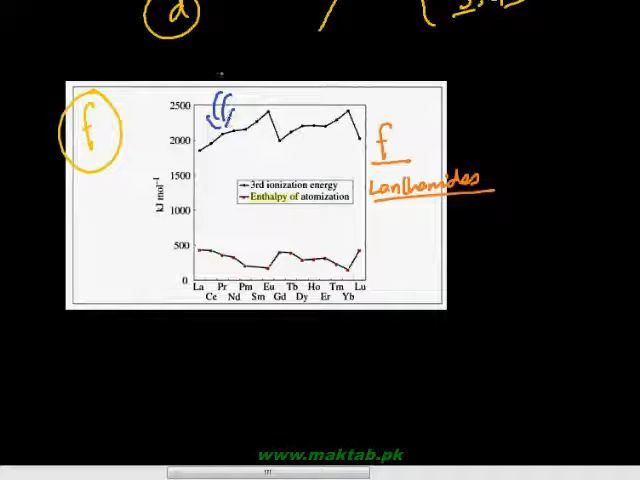 d
f
2500
2000
1500
1000
500
0
kJ mol⁻¹
3rd ionization energy
Enthalpy of atomization
La Pr Pm Eu Tb Ho Tm Lu
Ce Nd Sm Gd Dy Er Yb
f
Lanthanides
www.maktab.pk